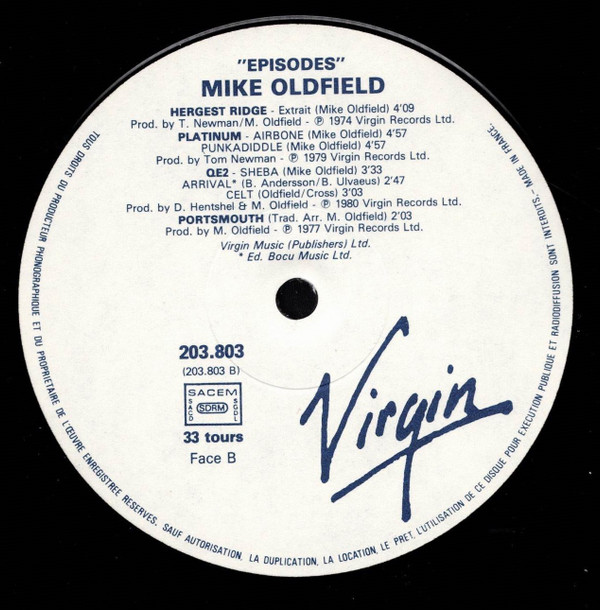 "EPISODES"
MIKE OLDFIELD
HERGEST RIDGE - Extrait (Mike Oldfield) 4'09
Prod. by T. Newman/M. Oldfield - ℗ 1974 Virgin Records Ltd.
PLATINUM - AIRBONE (Mike Oldfield) 4'57
PUNKADIDDLE (Mike Oldfield) 4'57
Prod. by Tom Newman - ℗ 1979 Virgin Records Ltd.
QE2 - SHEBA (Mike Oldfield) 3'33
ARRIVAL* (B. Andersson/B. Ulvaeus) 2'47
CELT (Oldfield/Cross) 3'03
Prod. by D. Hentshel & M. Oldfield - ℗ 1980 Virgin Records Ltd.
PORTSMOUTH (Trad. Arr. M. Oldfield) 2'03
Prod. by M. Oldfield - ℗ 1977 Virgin Records Ltd.
Virgin Music (Publishers) Ltd.
* Ed. Bocu Music Ltd.
203.803
(203.803 B)
SACEM
SACD
SDRM
SGDL
33 tours
Face B
Virgin
TOUS DROITS DU PRODUCTEUR PHONOGRAPHIQUE ET DU PROPRIETAIRE DE L'ŒUVRE ENREGISTREE RESERVES, SAUF AUTORISATION, LA DUPLICATION, LA LOCATION, LE PRET, L'UTILISATION DE CE DISQUE POUR EXECUTION PUBLIQUE ET RADIODIFFUSION SONT INTERDITS. - MADE IN FRANCE.